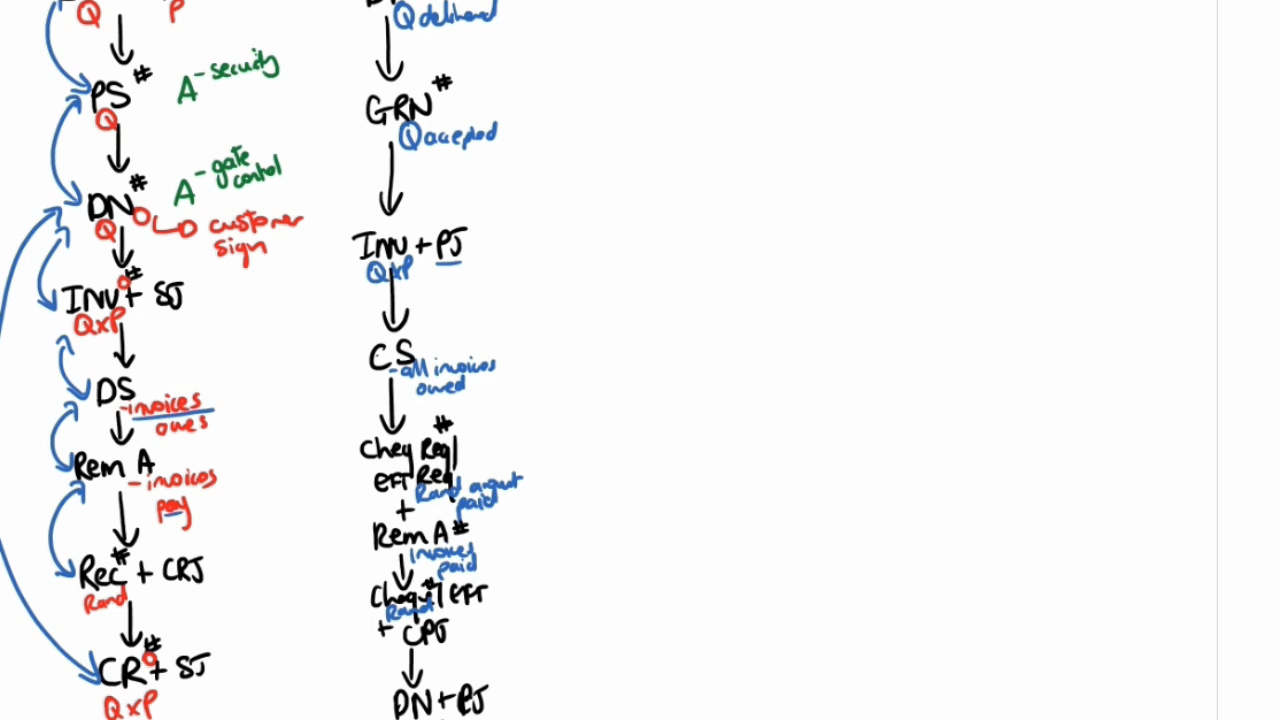 Q P
PS #
Q
A - security
DN #
Q
A - gate
control
customer
sign
INV # + SJ
QxP
DS
- invoices
owes
Rem A
- invoices
pay
Rec # + CRJ
Rand
CR # + SJ
QxP
Q delivered
GRN #
Q accepted
INV + PJ
QxP
CS
- all invoices
owed
Cheq Req #
EFT Req
Rand amount
paid
+
Rem A #
invoices
paid
Cheque # / EFT
Rand
+ CPJ
DN + PJ